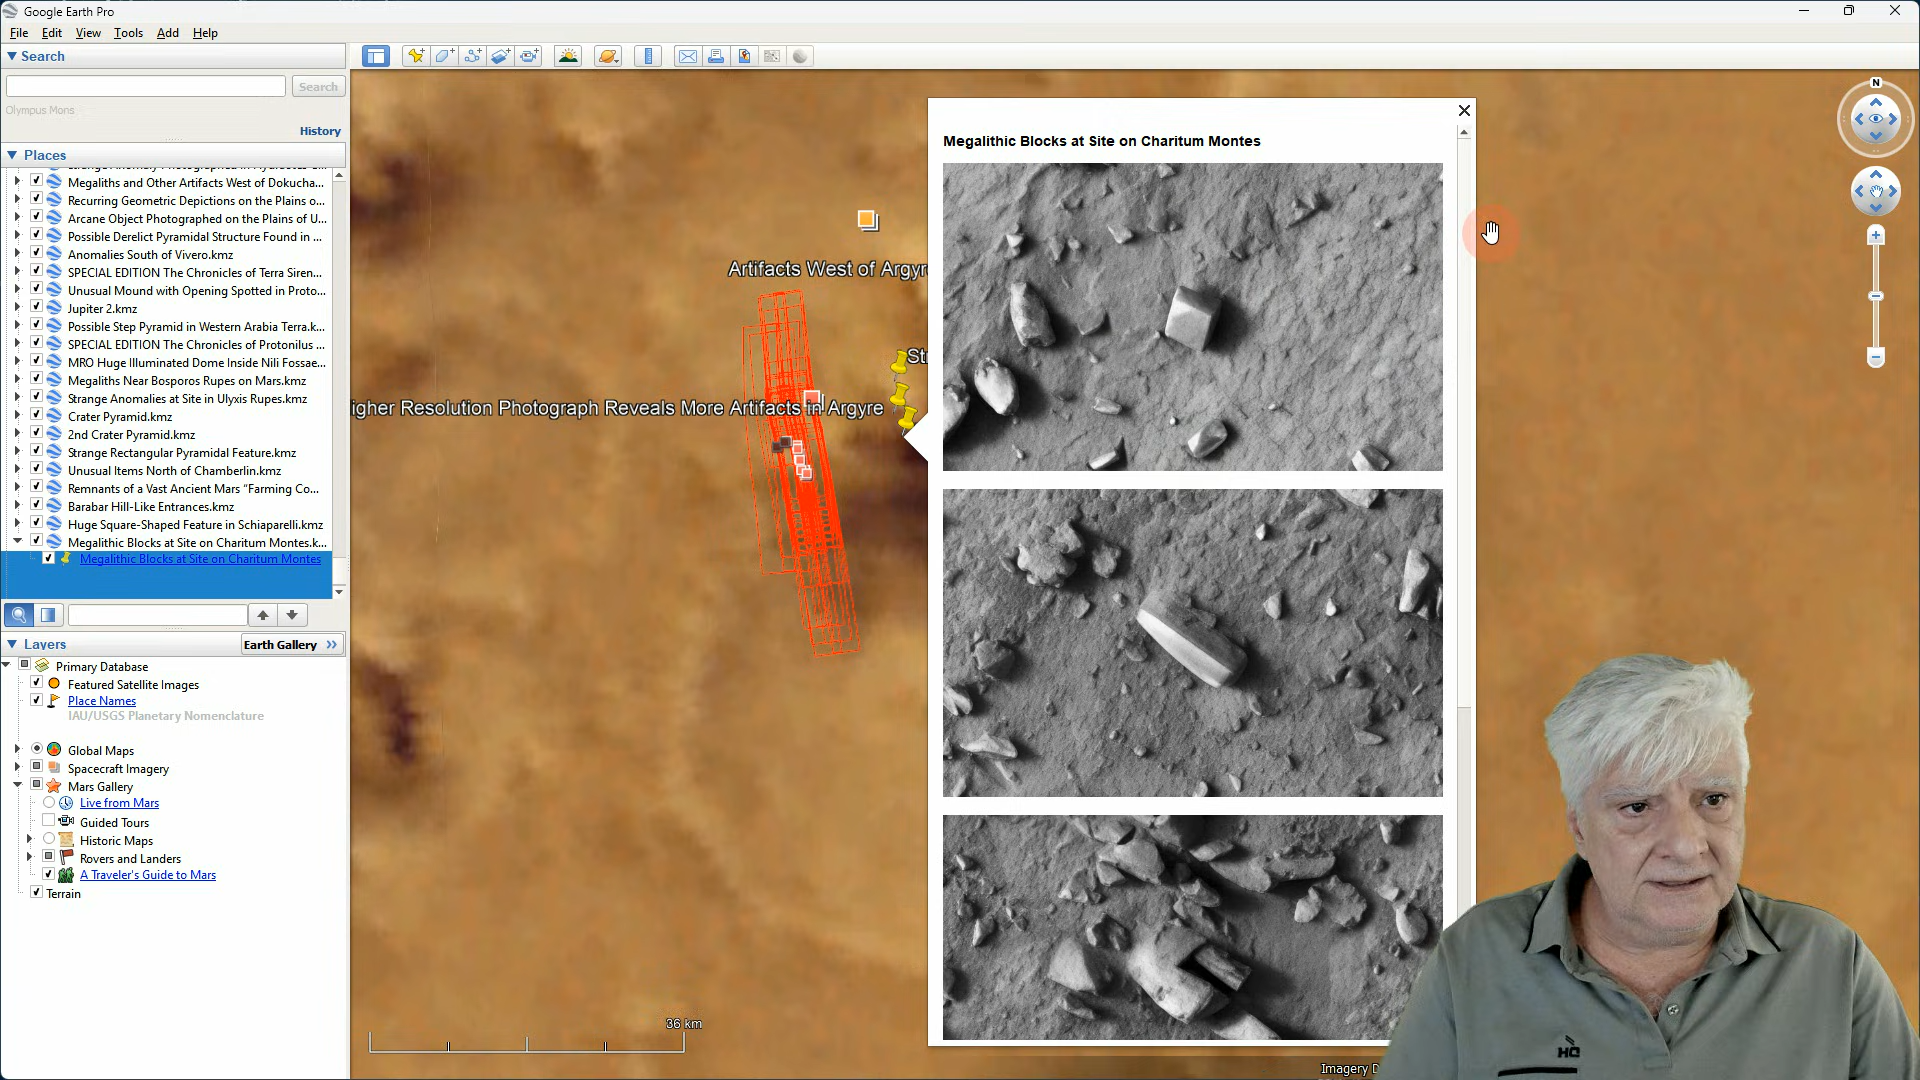 Google Earth Pro
File Edit View Tools Add Help
Search
Search
Olympus Mons
History
Places
Megaliths and Other Artifacts West of Dokucha...
Recurring Geometric Depictions on the Plains o...
Arcane Object Photographed on the Plains of U...
Possible Derelict Pyramidal Structure Found in ...
Anomalies South of Vivero.kmz
SPECIAL EDITION The Chronicles of Terra Siren...
Unusual Mound with Opening Spotted in Proto...
Jupiter 2.kmz
Possible Step Pyramid in Western Arabia Terra.k...
SPECIAL EDITION The Chronicles of Protonilus ...
MRO Huge Illuminated Dome Inside Nili Fossae...
Megaliths Near Bosporos Rupes on Mars.kmz
Strange Anomalies at Site in Ulyxis Rupes.kmz
Crater Pyramid.kmz
2nd Crater Pyramid.kmz
Strange Rectangular Pyramidal Feature.kmz
Unusual Items North of Chamberlin.kmz
Remnants of a Vast Ancient Mars “Farming Co...
Barabar Hill-Like Entrances.kmz
Huge Square-Shaped Feature in Schiaparelli.kmz
Megalithic Blocks at Site on Charitum Montes.k...
Megalithic Blocks at Site on Charitum Montes
Layers
Earth Gallery >>
Primary Database
Featured Satellite Images
Place Names
IAU/USGS Planetary Nomenclature
Global Maps
Spacecraft Imagery
Mars Gallery
Live from Mars
Guided Tours
Historic Maps
Rovers and Landers
A Traveler's Guide to Mars
Terrain
Artifacts West of Argyr
Str
igher Resolution Photograph Reveals More Artifacts in Argyre
36 km
Megalithic Blocks at Site on Charitum Montes
N
Imagery D
HQ